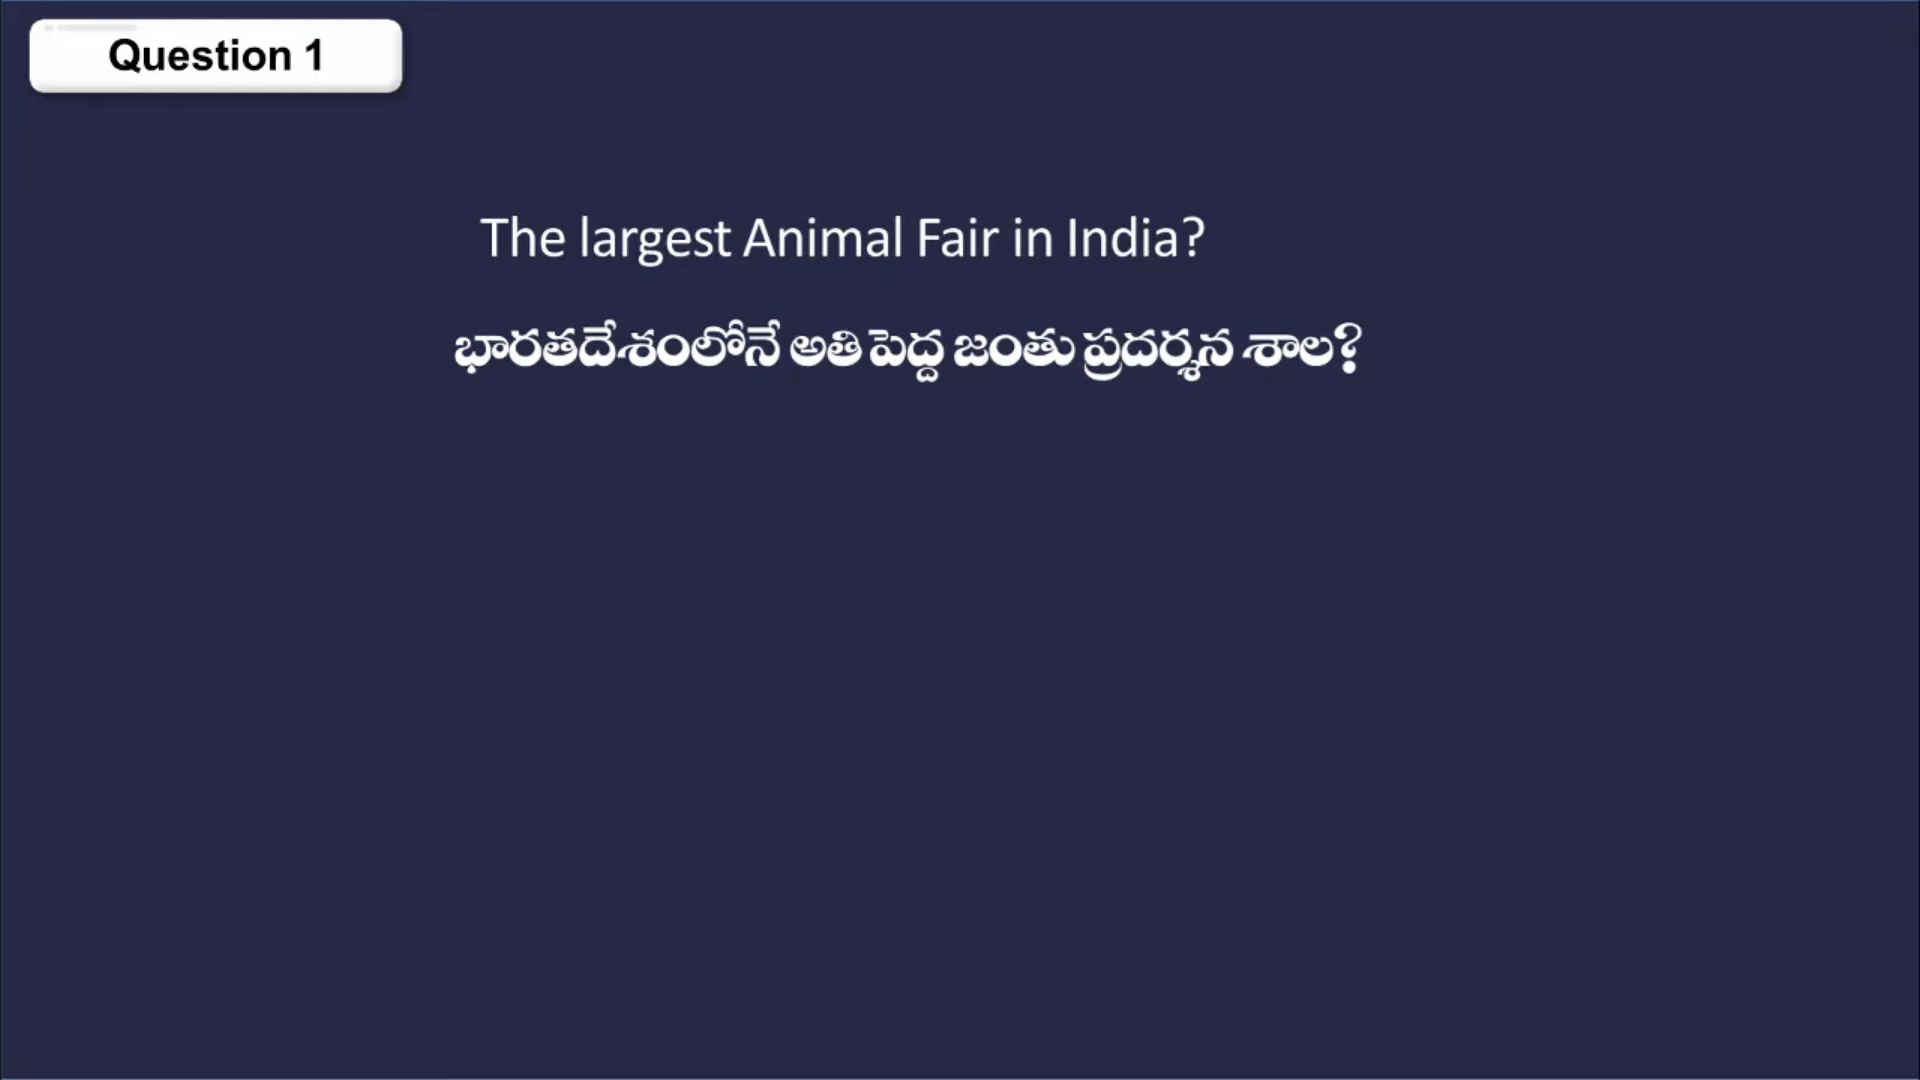 Question 1
The largest Animal Fair in India?
భారతదేశంలోనే అతి పెద్ద జంతు ప్రదర్శన శాల?